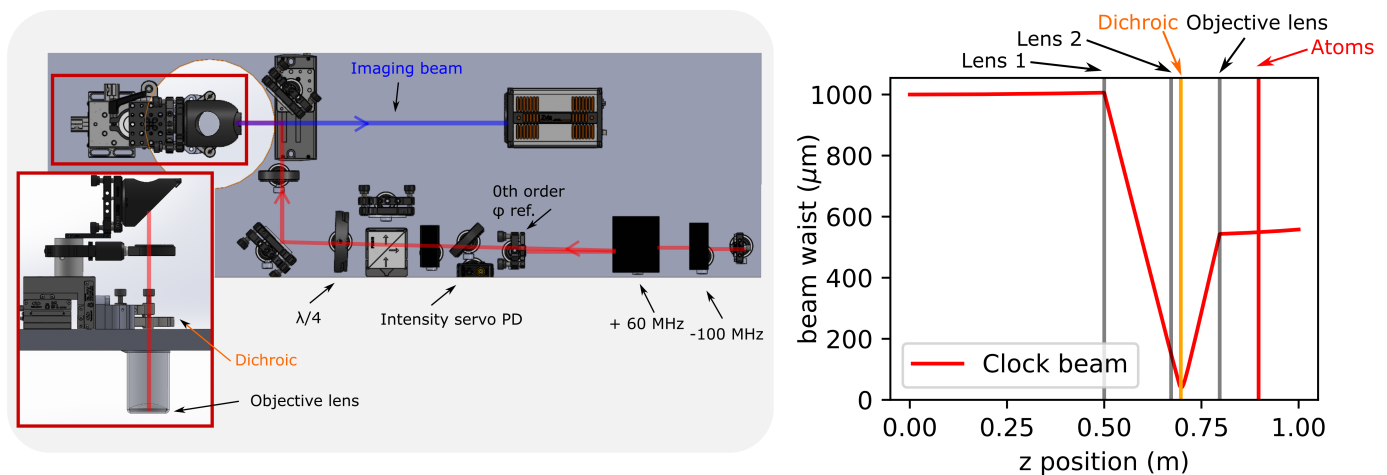 Imaging beam
0th order
φ ref.
λ/4
Intensity servo PD
+ 60 MHz
-100 MHz
Dichroic
Objective lens
Dichroic Objective lens
Lens 2
Atoms
Lens 1
beam waist (μm)
1000
800
600
400
200
0
Clock beam
0.00 0.25 0.50 0.75 1.00
z position (m)